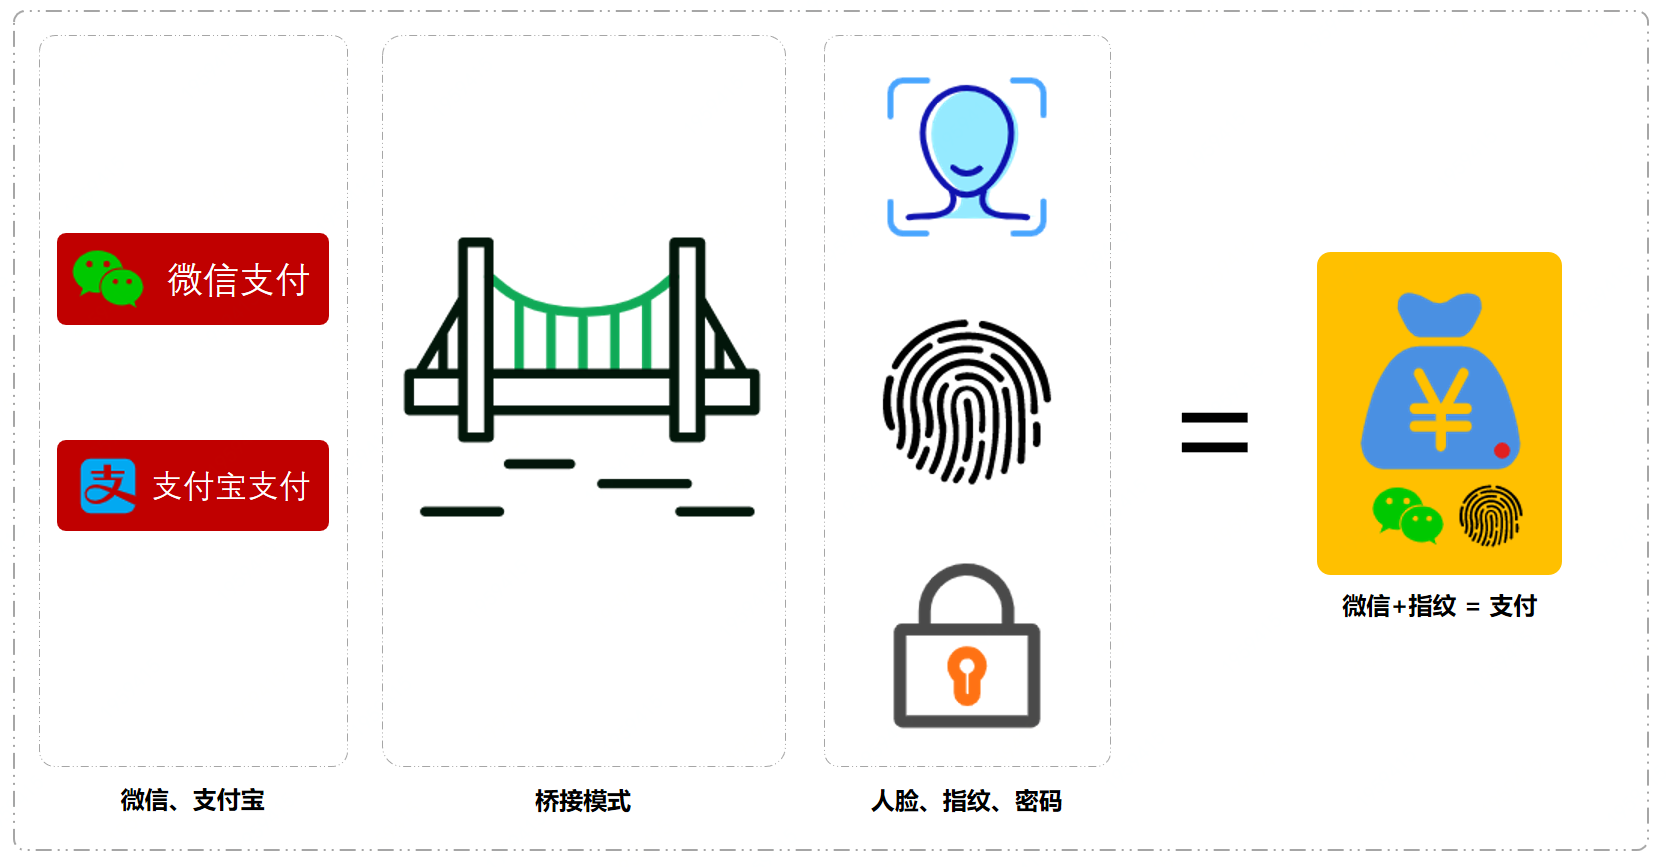 微信支付
支付宝支付
微信、支付宝
桥接模式
人脸、指纹、密码
=
¥
微信+指纹 = 支付